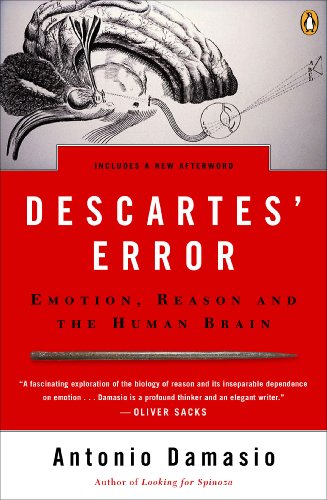 INCLUDES A NEW AFTERWORD
DESCARTES'
ERROR
EMOTION, REASON AND
THE HUMAN BRAIN
"A fascinating exploration of the biology of reason and its inseparable dependence
on emotion . . . Damasio is a profound thinker and an elegant writer."
—OLIVER SACKS
Antonio Damasio
Author of Looking for Spinoza